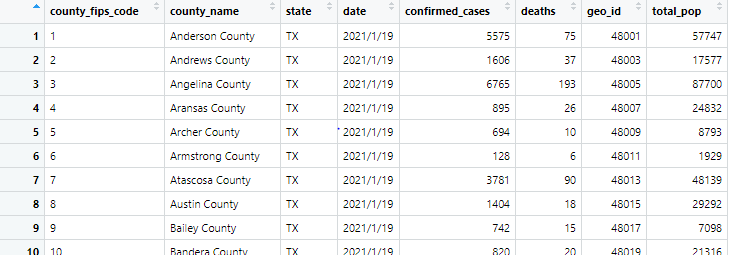 county_fips_code county_name state date confirmed_cases deaths geo_id total_pop
1 1 Anderson County TX 2021/1/19 5575 75 48001 57747
2 2 Andrews County TX 2021/1/19 1606 37 48003 17577
3 3 Angelina County TX 2021/1/19 6765 193 48005 87700
4 4 Aransas County TX 2021/1/19 895 26 48007 24832
5 5 Archer County TX 2021/1/19 694 10 48009 8793
6 6 Armstrong County TX 2021/1/19 128 6 48011 1929
7 7 Atascosa County TX 2021/1/19 3781 90 48013 48139
8 8 Austin County TX 2021/1/19 1404 18 48015 29292
9 9 Bailey County TX 2021/1/19 742 15 48017 7098
10 10 Bandera County TX 2021/1/19 820 20 48019 21316